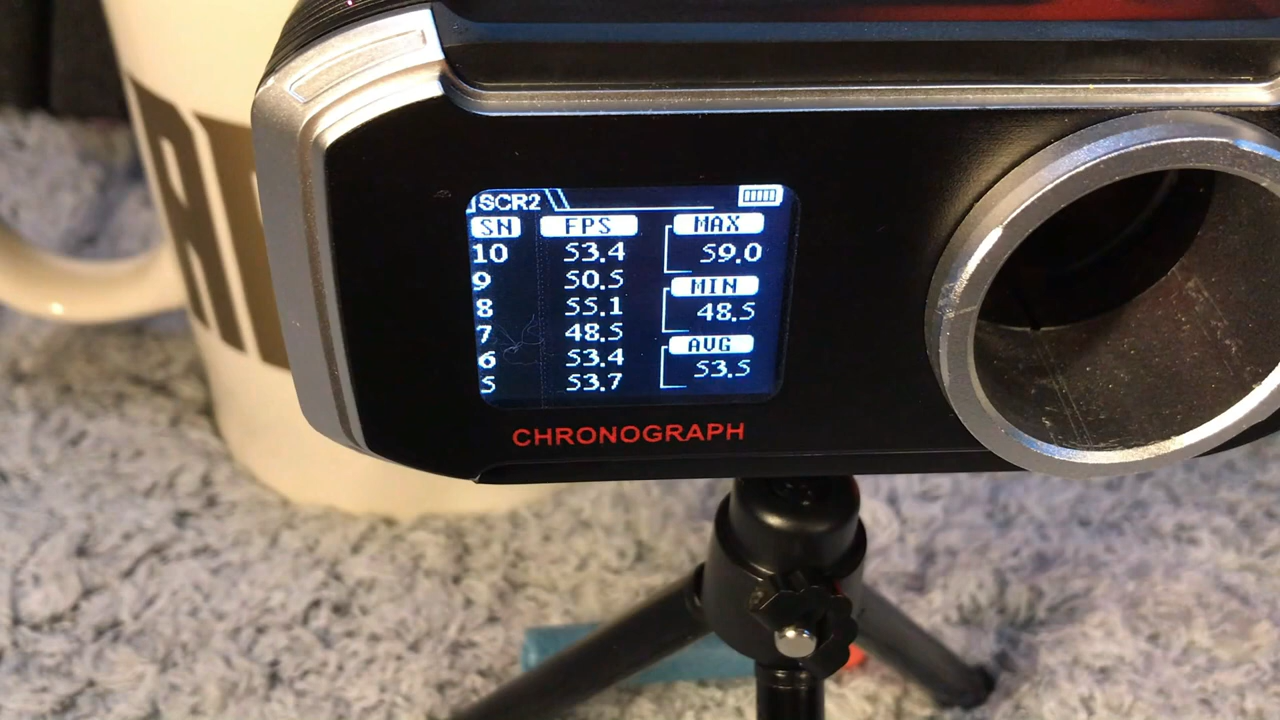 SCR2
SN FPS MAX
10 53.4 59.0
9 50.5 MIN
8 55.1 48.5
7 48.5 AVG
6 53.4 53.5
5 53.7
CHRONOGRAPH